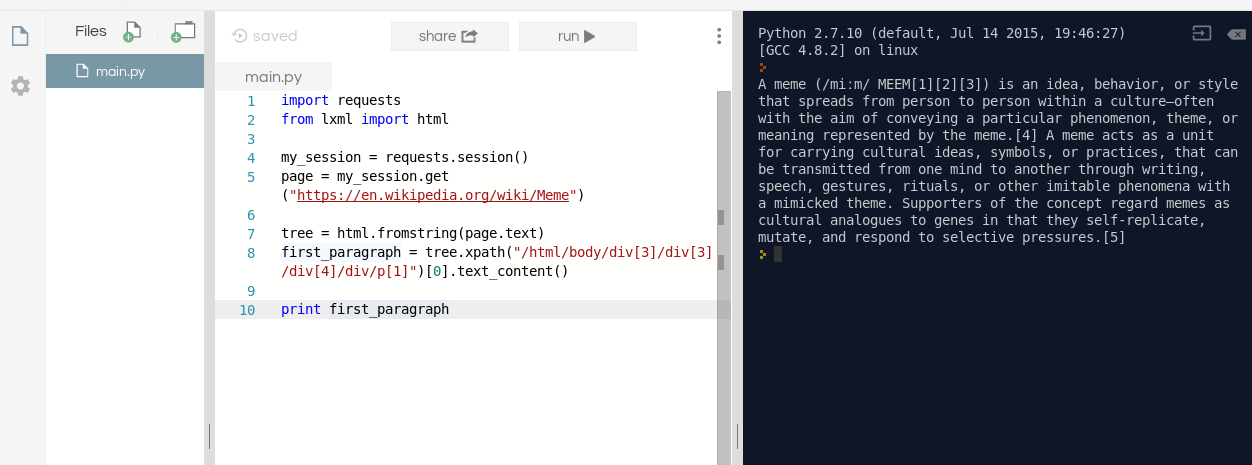 Files
main.py
saved
share
run
main.py
1 import requests
2 from lxml import html
3
4 my_session = requests.session()
5 page = my_session.get
("https://en.wikipedia.org/wiki/Meme")
6
7 tree = html.fromstring(page.text)
8 first_paragraph = tree.xpath("/html/body/div[3]/div[3]
/div[4]/div/p[1]")[0].text_content()
9
10 print first_paragraph
Python 2.7.10 (default, Jul 14 2015, 19:46:27)
[GCC 4.8.2] on linux
A meme (/miːm/ MEEM[1][2][3]) is an idea, behavior, or style
that spreads from person to person within a culture—often
with the aim of conveying a particular phenomenon, theme, or
meaning represented by the meme.[4] A meme acts as a unit
for carrying cultural ideas, symbols, or practices, that can
be transmitted from one mind to another through writing,
speech, gestures, rituals, or other imitable phenomena with
a mimicked theme. Supporters of the concept regard memes as
cultural analogues to genes in that they self-replicate,
mutate, and respond to selective pressures.[5]